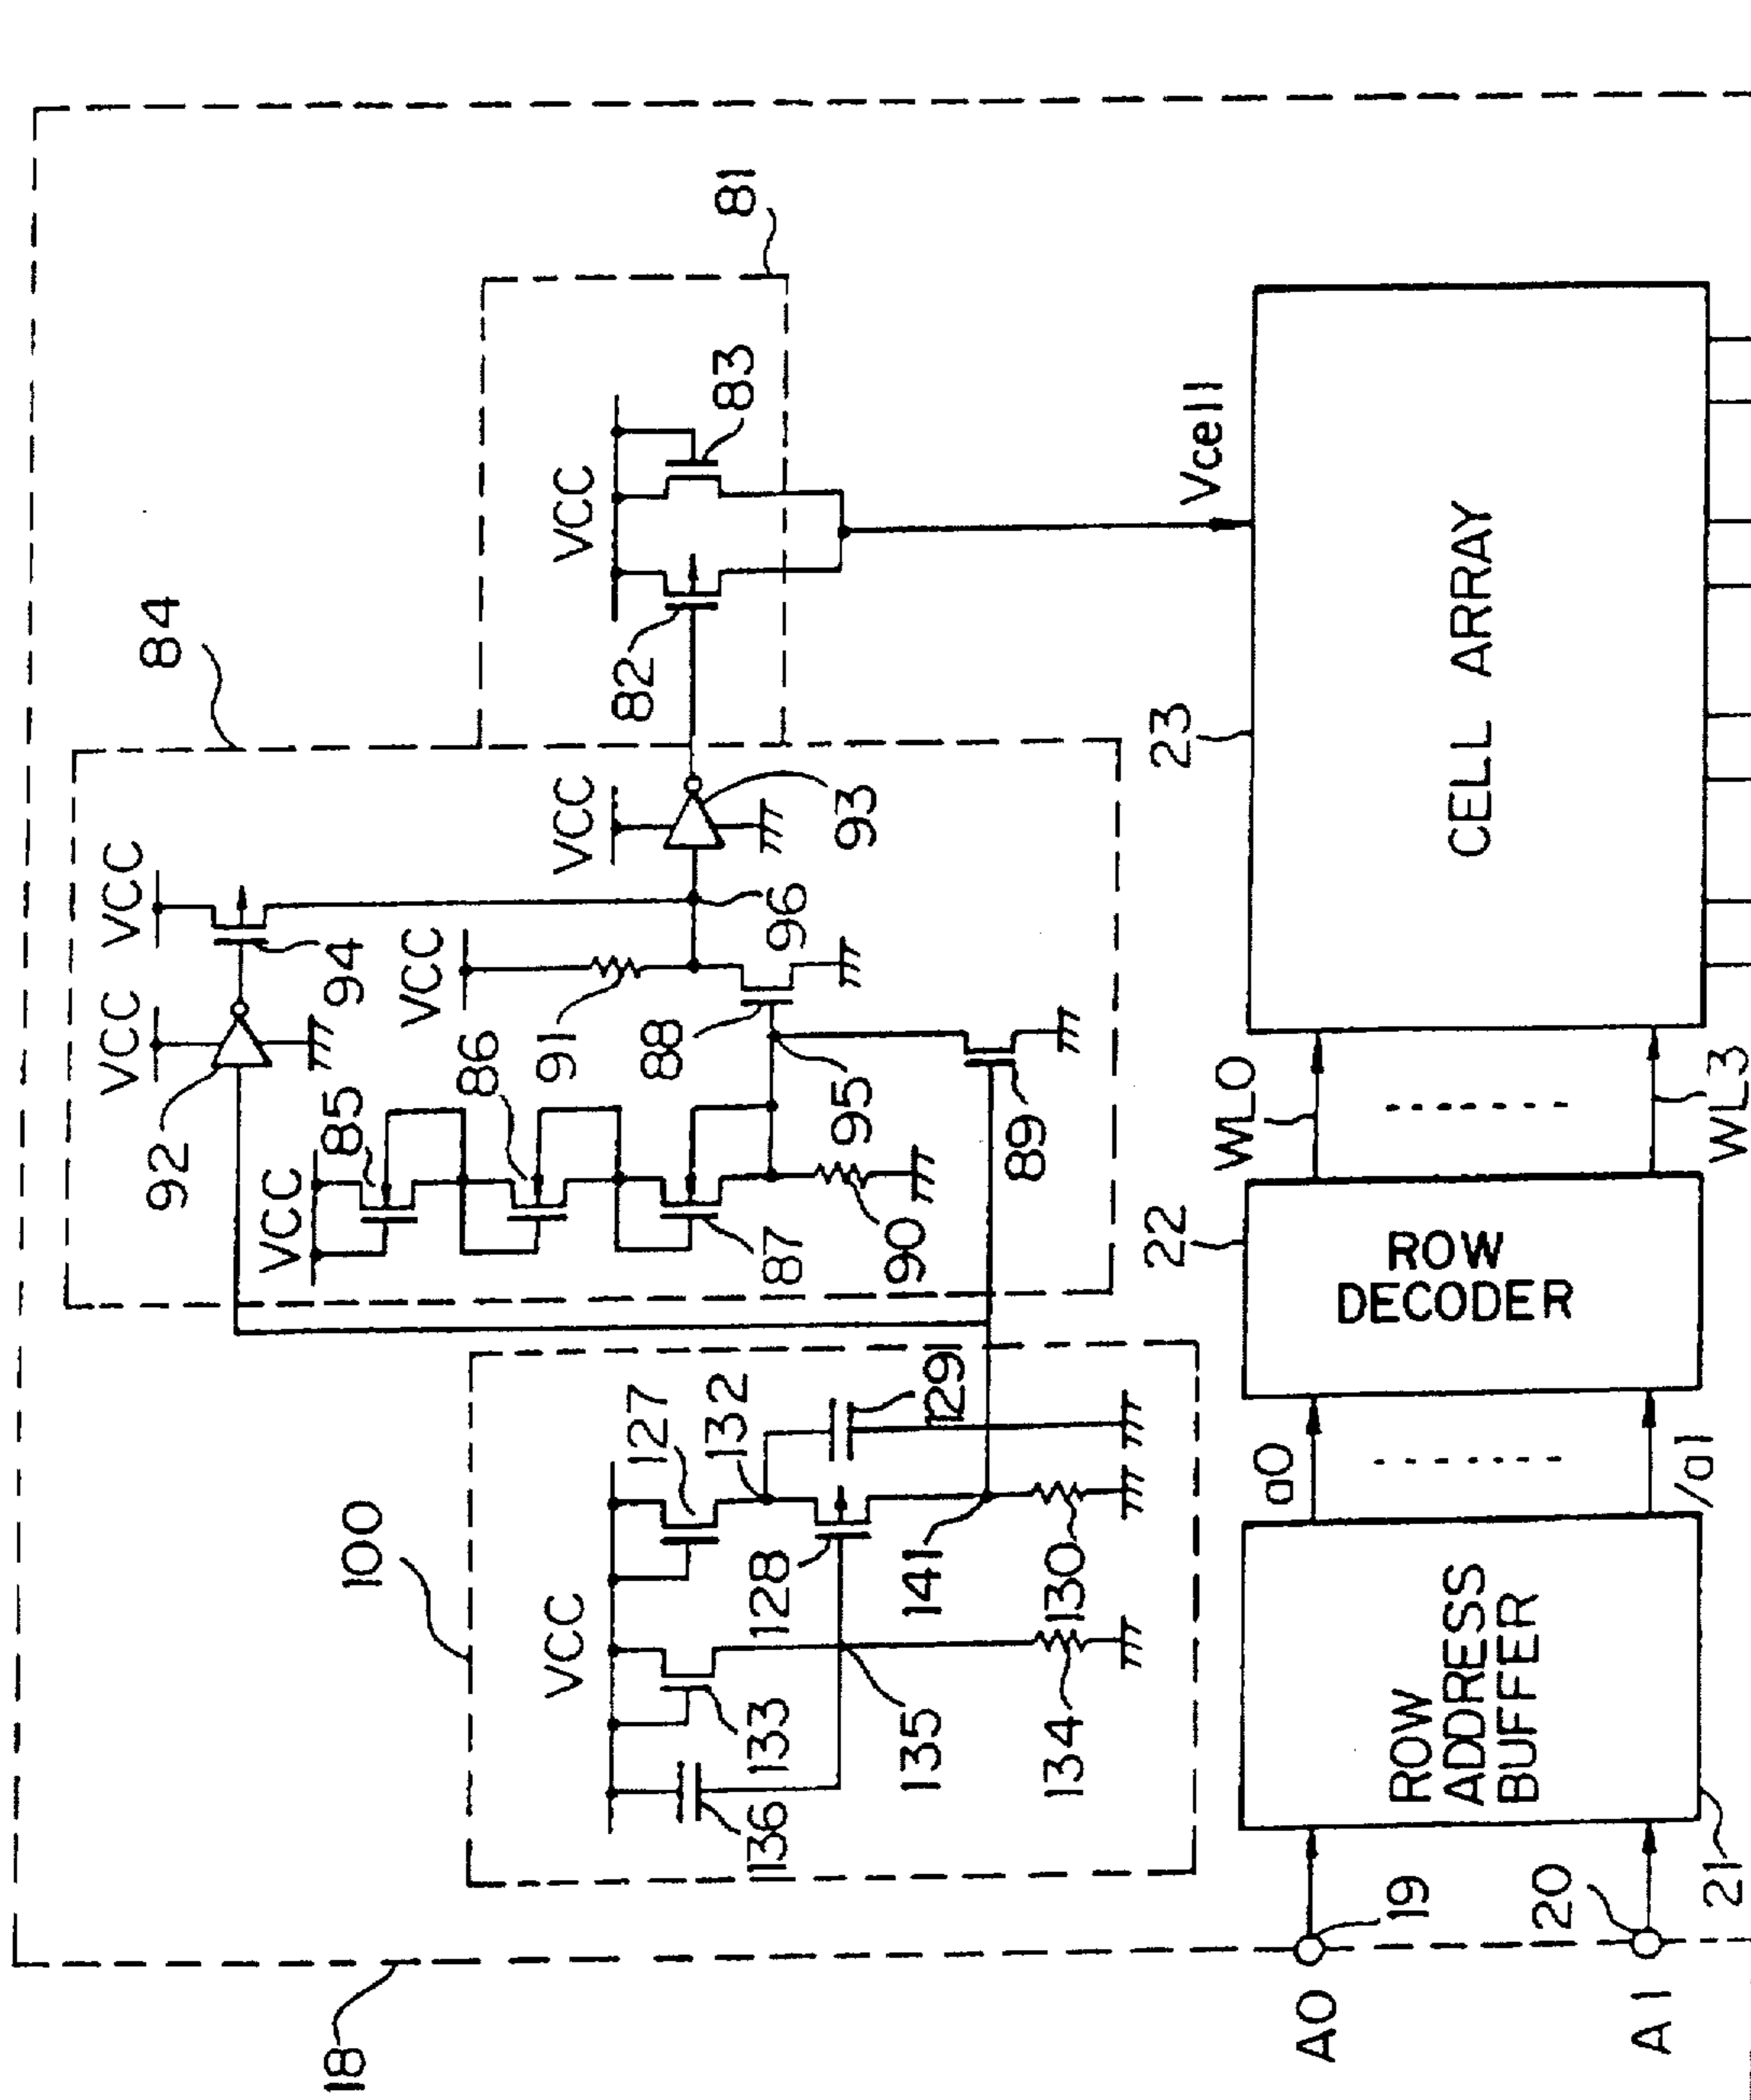 18
100
VCC
136
133
135
134
127
132
128
129
141
130
84
VCC
92
VCC
94
VCC
85
86
87
90
VCC
91
88
95
89
96
VCC
93
81
VCC
82
83
Vcell
A0
19
A1
20
21
ROW
ADDRESS
BUFFER
a0
/a1
22
ROW
DECODER
WL0
WL3
23
CELL ARRAY